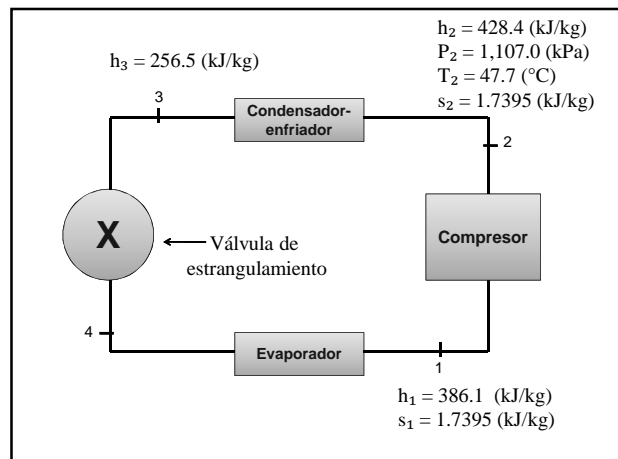 h₂ = 428.4 (kJ/kg)
P₂ = 1,107.0 (kPa)
T₂ = 47.7 (°C)
s₂ = 1.7395 (kJ/kg)
h₃ = 256.5 (kJ/kg)
3
Condensador-
enfriador
2
X
Válvula de
estrangulamiento
Compresor
4
Evaporador
1
h₁ = 386.1 (kJ/kg)
s₁ = 1.7395 (kJ/kg)